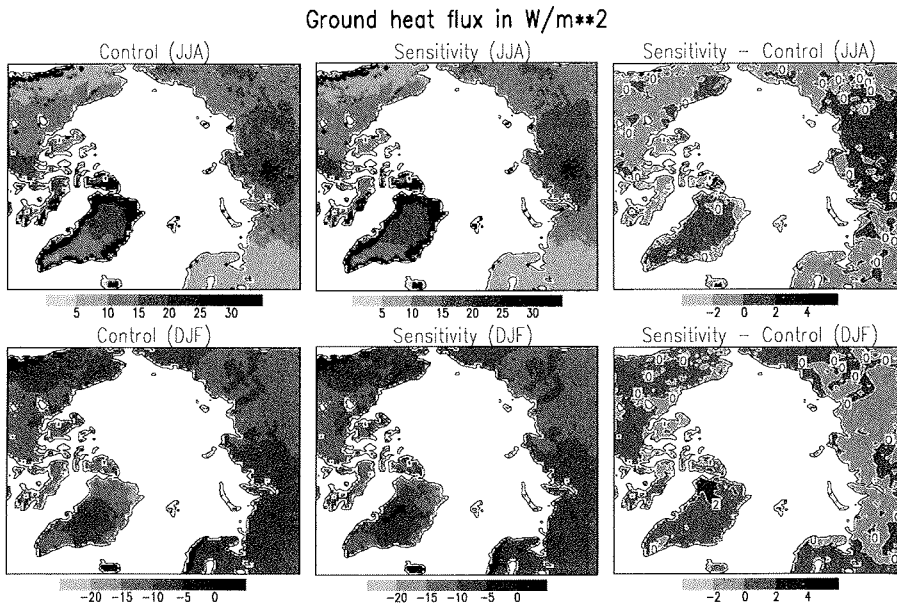 Ground heat flux in W/m**2
Control (JJA)
Sensitivity (JJA)
Sensitivity - Control (JJA)
5 10 15 20 25 30
5 10 15 20 25 30
-2 0 2 4
Control (DJF)
Sensitivity (DJF)
Sensitivity - Control (DJF)
2
-20 -15 -10 -5 0
-20 -15 -10 -5 0
-2 0 2 4